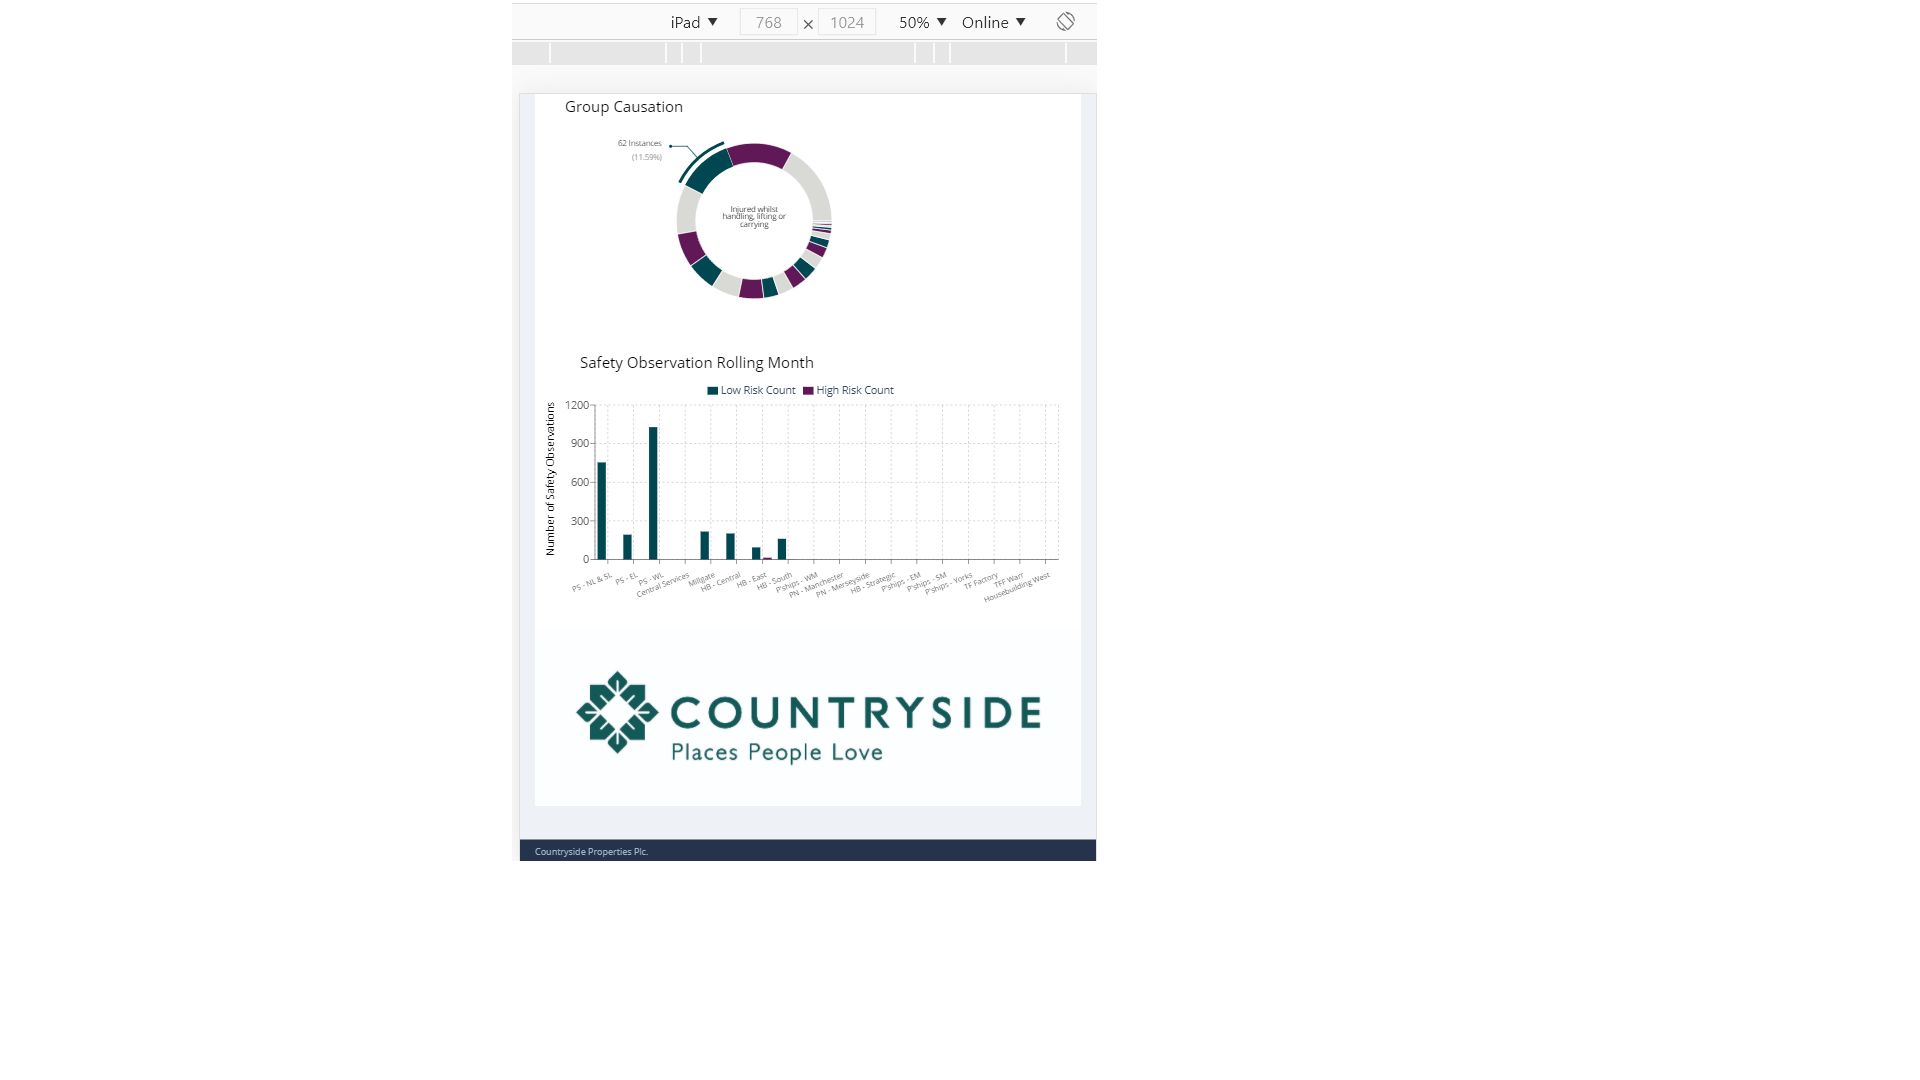 iPad ▼ 768 × 1024 50% ▼ Online ▼
Group Causation
62 Instances
(11.59%)
Injured whilst
handling, lifting or
carrying
Safety Observation Rolling Month
Low Risk Count High Risk Count
Number of Safety Observations
1200
900
600
300
0
PS - NL & SL
PS - EL
PS - WL
Central Services
Millgate
HB - Central
HB - East
HB - South
P'ships - WM
PN - Manchester
PN - Merseyside
HB - Strategic
P'ships - EM
P'ships - SM
P'ships - Yorks
TF Factory
TFF Warr
Housebuilding West
COUNTRYSIDE
Places People Love
Countryside Properties Plc.